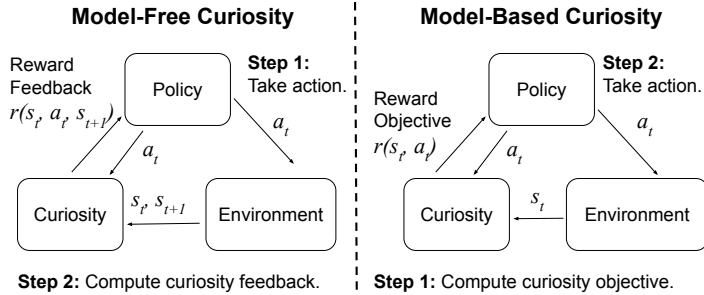 Model-Free Curiosity
Reward
Feedback
r(s_t, a_t, s_{t+1})
Policy
Step 1:
Take action.
a_t
a_t
Curiosity
s_t, s_{t+1}
Environment
Step 2: Compute curiosity feedback.
Model-Based Curiosity
Reward
Objective
r(s_t, a_t)
Policy
Step 2:
Take action.
a_t
a_t
Curiosity
s_t
Environment
Step 1: Compute curiosity objective.